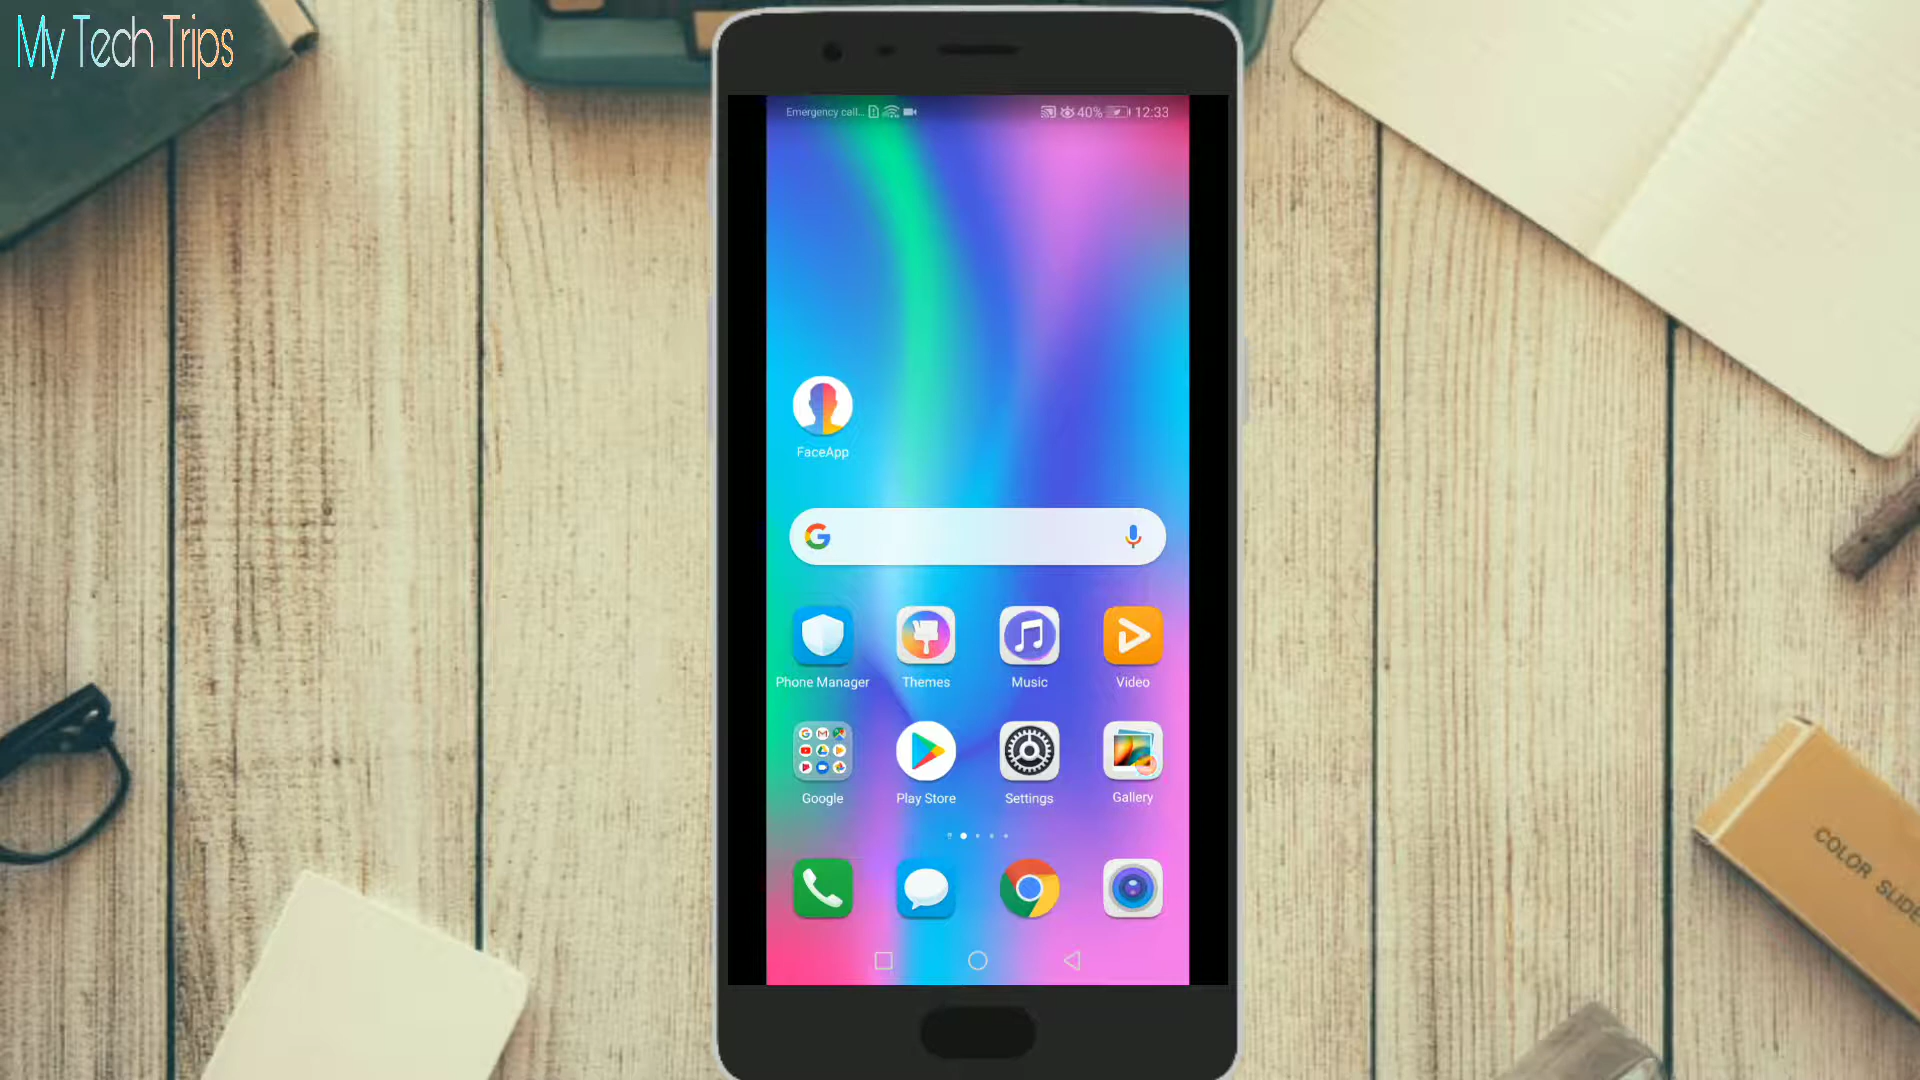 My Tech Trips
Emergency call...
40%
12:33
FaceApp
Phone Manager
Themes
Music
Video
Google
Play Store
Settings
Gallery
COLOR SLIDE